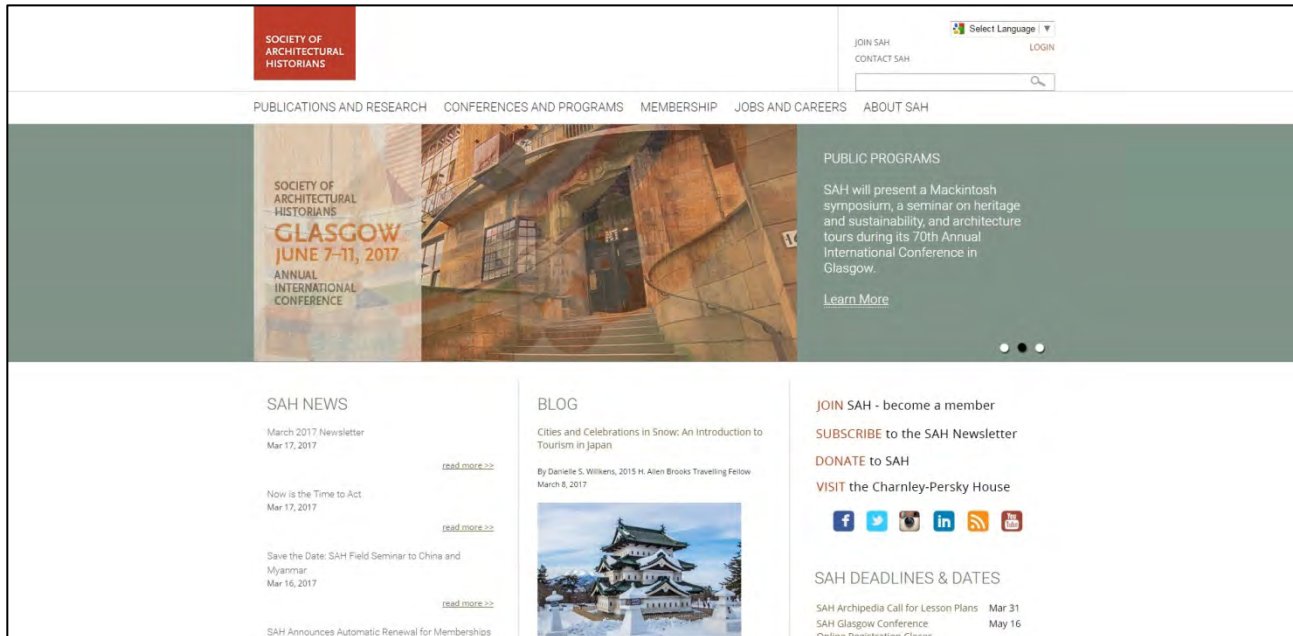 SOCIETY OF
ARCHITECTURAL
HISTORIANS
Select Language ▼
JOIN SAH
LOGIN
CONTACT SAH
PUBLICATIONS AND RESEARCH CONFERENCES AND PROGRAMS MEMBERSHIP JOBS AND CAREERS ABOUT SAH
SOCIETY OF
ARCHITECTURAL
HISTORIANS
GLASGOW
JUNE 7–11, 2017
ANNUAL
INTERNATIONAL
CONFERENCE
PUBLIC PROGRAMS
SAH will present a Mackintosh
symposium, a seminar on heritage
and sustainability, and architecture
tours during its 70th Annual
International Conference in
Glasgow.
Learn More
SAH NEWS
March 2017 Newsletter
Mar 17, 2017
read more >>
Now is the Time to Act
Mar 17, 2017
read more >>
Save the Date: SAH Field Seminar to China and
Myanmar
Mar 16, 2017
read more >>
SAH Announces Automatic Renewal for Memberships
BLOG
Cities and Celebrations in Snow: An Introduction to
Tourism in Japan
By Danielle S. Willkens, 2015 H. Allen Brooks Travelling Fellow
March 8, 2017
JOIN SAH - become a member
SUBSCRIBE to the SAH Newsletter
DONATE to SAH
VISIT the Charnley-Persky House
You
Tube
SAH DEADLINES & DATES
SAH Archipedia Call for Lesson Plans Mar 31
SAH Glasgow Conference May 16
Online Registration Closes